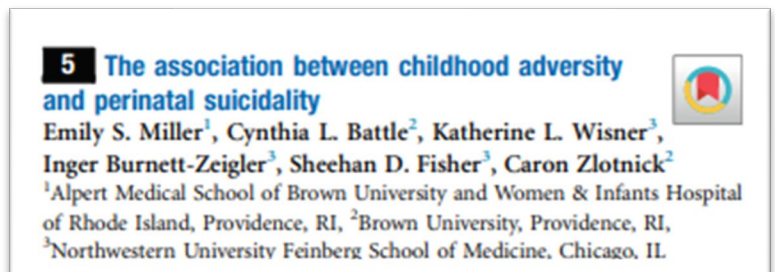 5 The association between childhood adversity
and perinatal suicidality
Emily S. Miller¹, Cynthia L. Battle², Katherine L. Wisner³,
Inger Burnett-Zeigler³, Sheehan D. Fisher³, Caron Zlotnick²
¹Alpert Medical School of Brown University and Women & Infants Hospital
of Rhode Island, Providence, RI, ²Brown University, Providence, RI,
³Northwestern University Feinberg School of Medicine, Chicago, IL